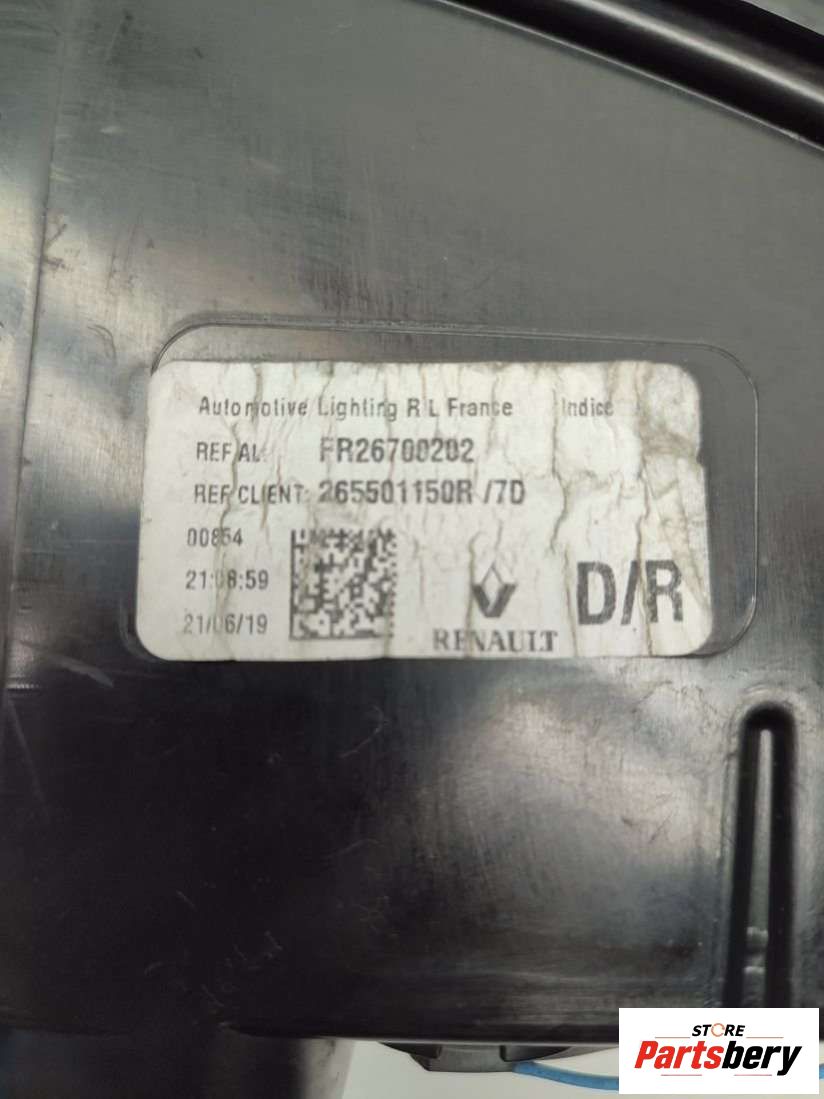 Automotive Lighting R L France Indice
REF AL: FR26700202
REF CLIENT: 265501150R /7D
00854
21:08:59
21/06/19
D/R
RENAULT
STORE
Partsbery